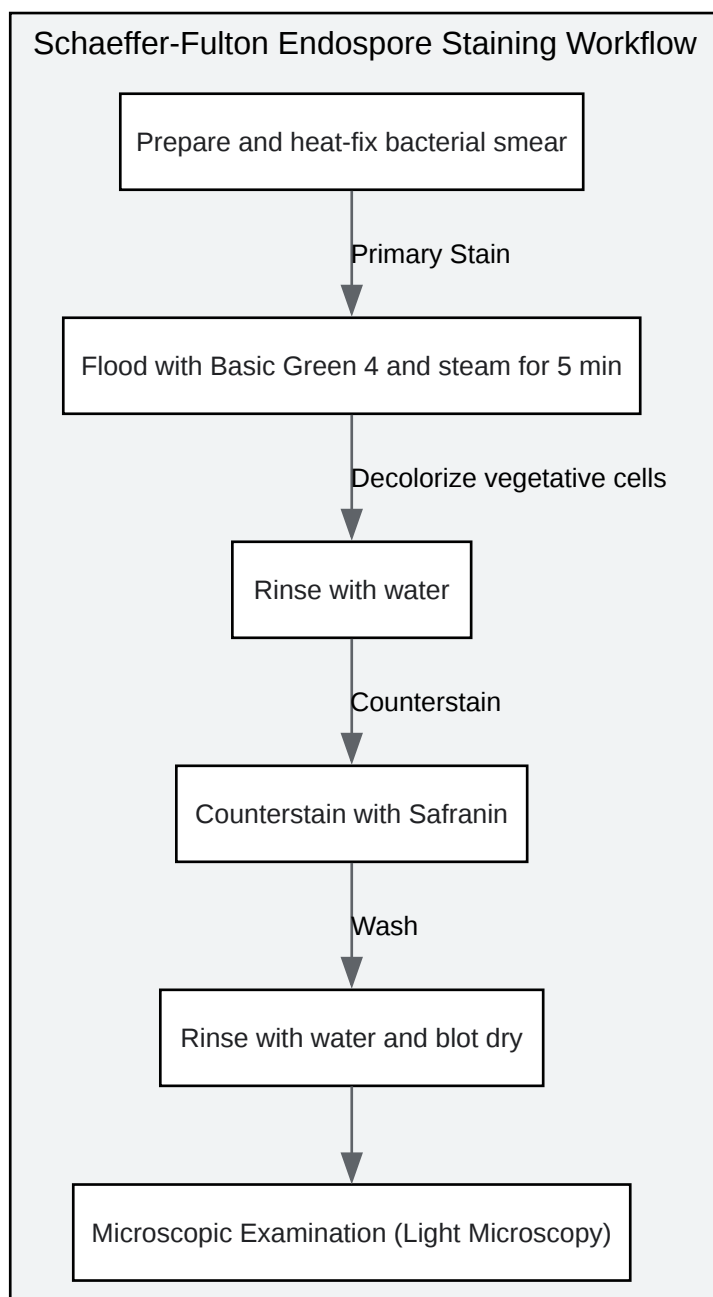 Schaeffer-Fulton Endospore Staining Workflow
Prepare and heat-fix bacterial smear
Primary Stain
Flood with Basic Green 4 and steam for 5 min
Decolorize vegetative cells
Rinse with water
Counterstain
Counterstain with Safranin
Wash
Rinse with water and blot dry
Microscopic Examination (Light Microscopy)